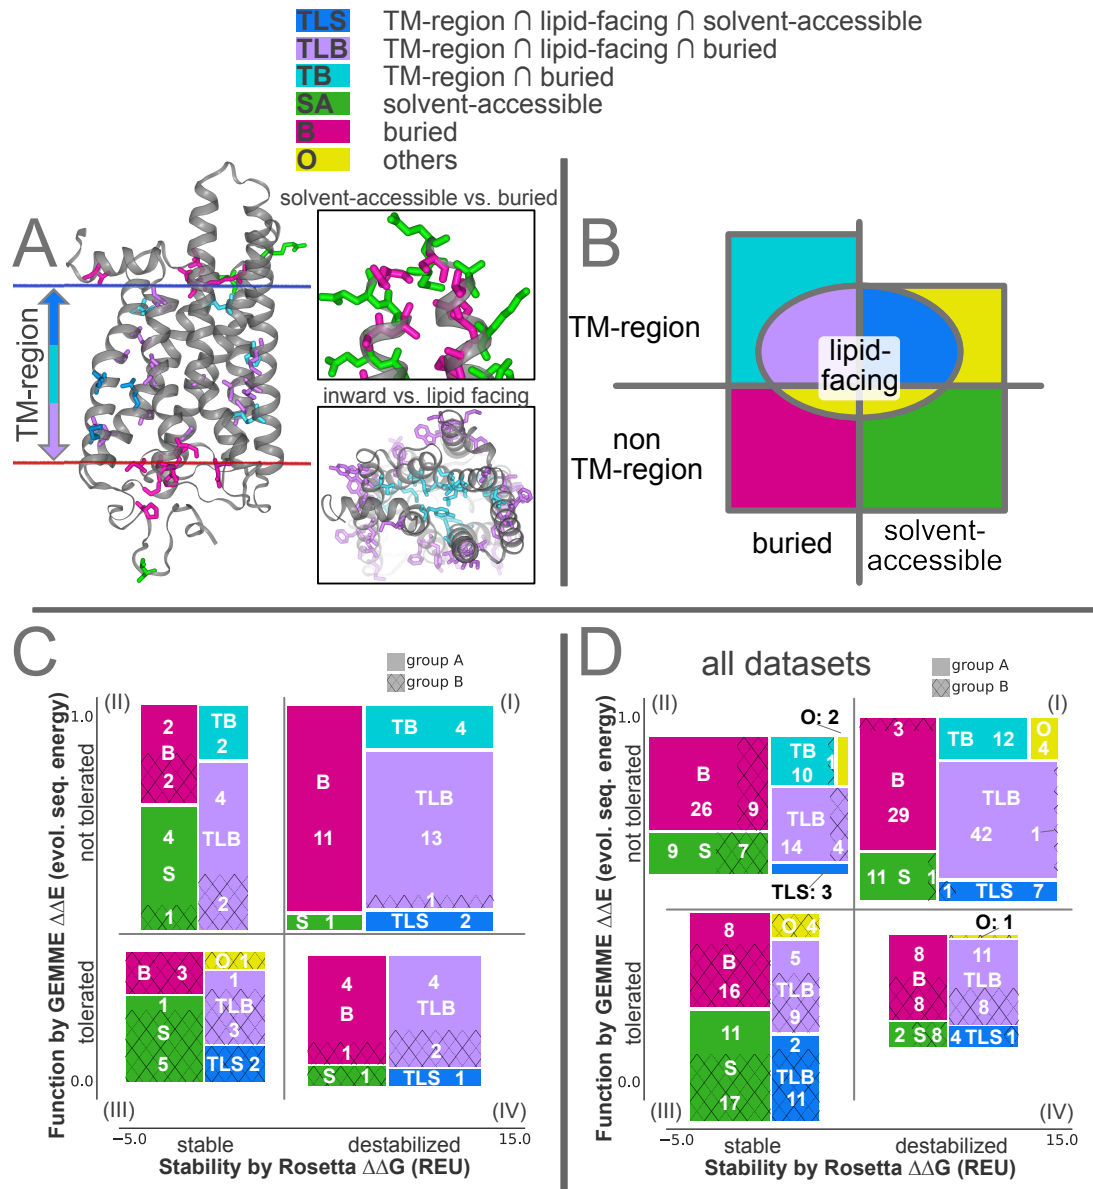 TLS TM-region ∩ lipid-facing ∩ solvent-accessible
TLB TM-region ∩ lipid-facing ∩ buried
TB TM-region ∩ buried
SA solvent-accessible
B buried
O others
A
solvent-accessible vs. buried
TM-region
inward vs. lipid facing
B
TM-region
lipid-
facing
non
TM-region
buried
solvent-
accessible
C
group A
group B
(II)
(I)
1.0
0.0
Function by GEMME ΔΔE (evol. seq. energy)
not tolerated
tolerated
2
B
2
TB
2
4
S
1
4
TLB
2
B
11
TB 4
TLB
13
1
S 1
TLS 2
B 3
O 1
1
S
5
1
TLB
3
TLS 2
4
B
1
4
TLB
2
S 1
TLS 1
(III)
(IV)
−5.0
stable
destabilized
15.0
Stability by Rosetta ΔΔG (REU)
D
all datasets
group A
group B
(II)
(I)
1.0
0.0
Function by GEMME ΔΔE (evol. seq. energy)
not tolerated
tolerated
O: 2
B
26 9
TB
10 1
TLB
14 4
9 S 7
TLS: 3
3
B
29
TB 12
O
4
TLB
42 1
11 S 1
1 TLS 7
8
B
16
O 4
5
TLB
9
11
S
17
2
TLB
11
O: 1
8
B
8
11
TLB
8
2 S 8
4 TLS 1
(III)
(IV)
−5.0
stable
destabilized
15.0
Stability by Rosetta ΔΔG (REU)